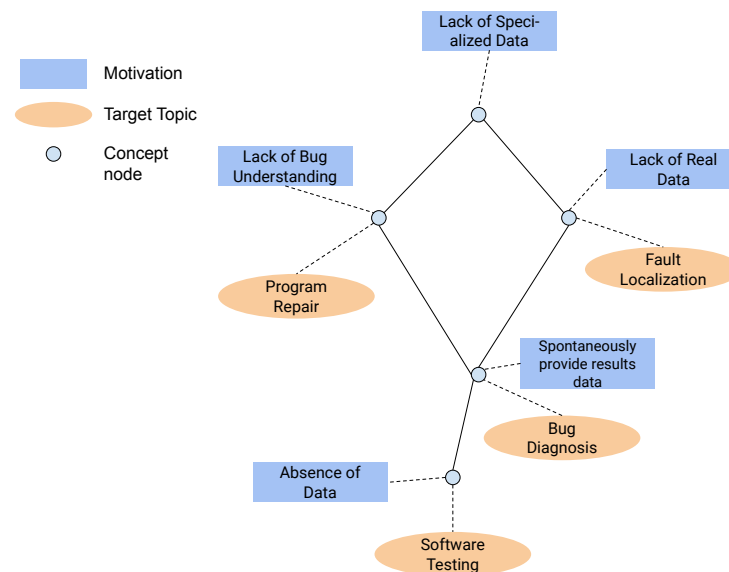 Lack of Speci-
alized Data
Motivation
Target Topic
Concept
node
Lack of Bug
Understanding
Lack of Real
Data
Program
Repair
Fault
Localization
Spontaneously
provide results
data
Bug
Diagnosis
Absence of
Data
Software
Testing